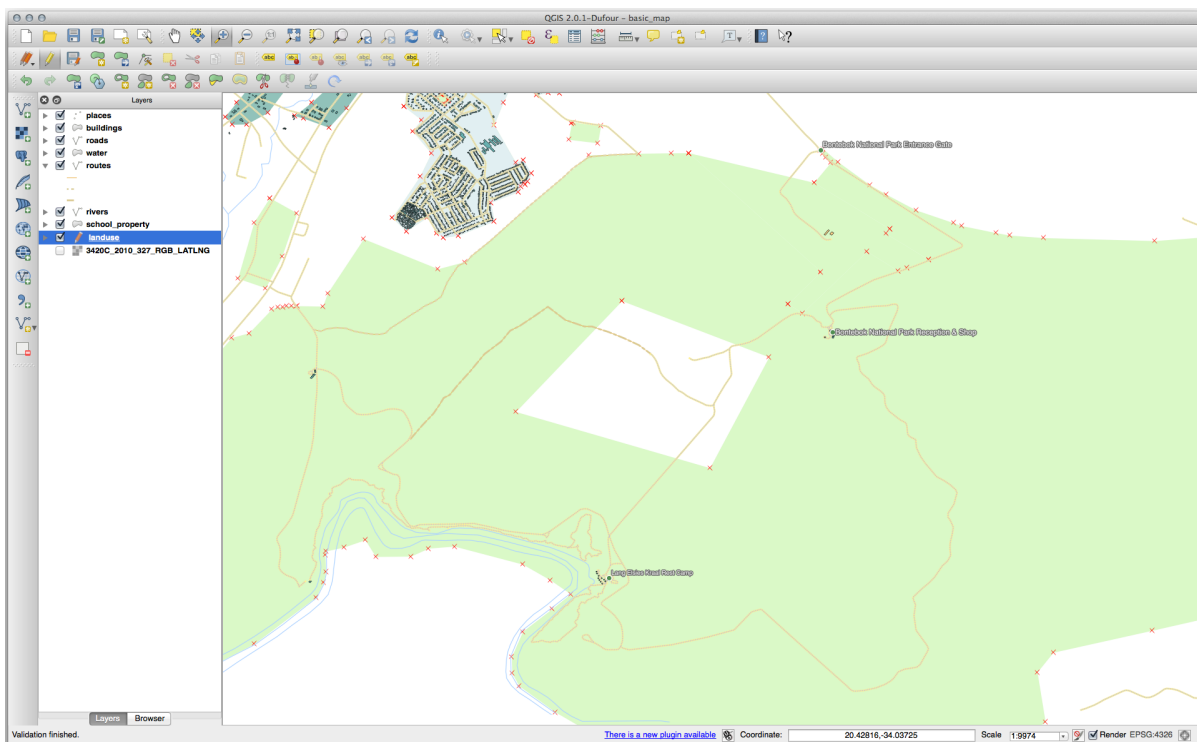 QGIS 2.0.1-Dufour - basic_map
Layers
places
buildings
roads
water
routes
rivers
school_property
landuse
3420C_2010_327_RGB_LATLNG
Bontebok National Park Entrance Gate
Bontebok National Park Reception & Shop
Lang Elsies Kraal Rest Camp
Layers Browser
Validation finished. There is a new plugin available Coordinate: 20.42816,-34.03725 Scale 1:9974 Render EPSG:4326